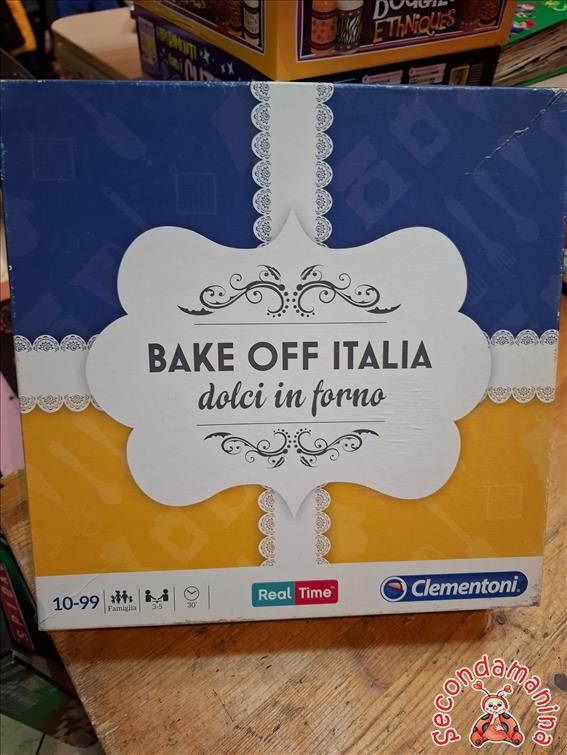 ETHNIQUES
BAKE OFF ITALIA
dolci in forno
10-99
Famiglia
3-5
30'
Real Time
Clementoni
secondamanina